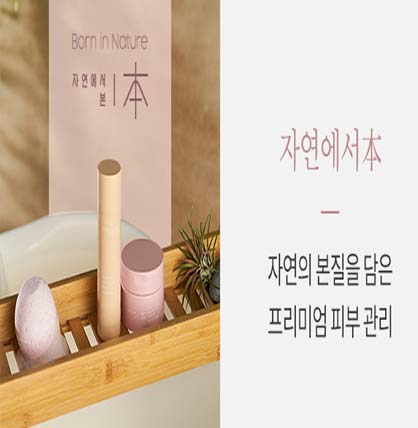 Born in Nature
자연에서
본
本
자연에서本
자연의 본질을 담은
프리미엄 피부 관리